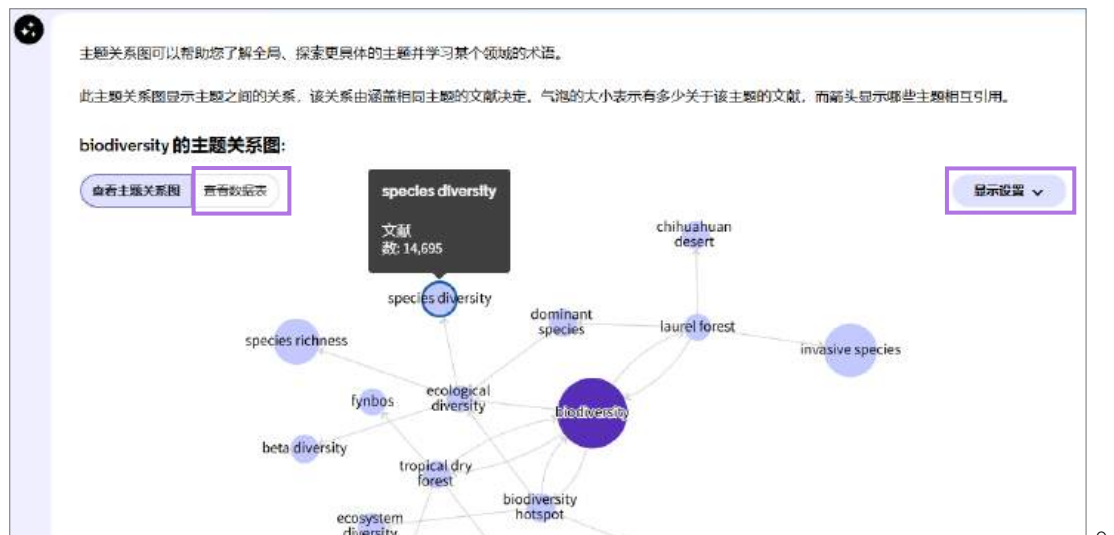 主题关系图可以帮助您了解全局、探索更具体的主题并学习某个领域的术语。
此主题关系图显示主题之间的关系，该关系由涵盖相同主题的文献决定。气泡的大小表示有多少关于该主题的文献，而箭头显示哪些主题相互引用。
biodiversity 的主题关系图:
查看主题关系图
查看数据表
显示设置
species diversity
文献
数: 14,695
chihuahuan
desert
species diversity
dominant
species
laurel forest
species richness
invasive species
ecological
diversity
fynbos
biodiversity
beta diversity
tropical dry
forest
biodiversity
hotspot
ecosystem
diversity